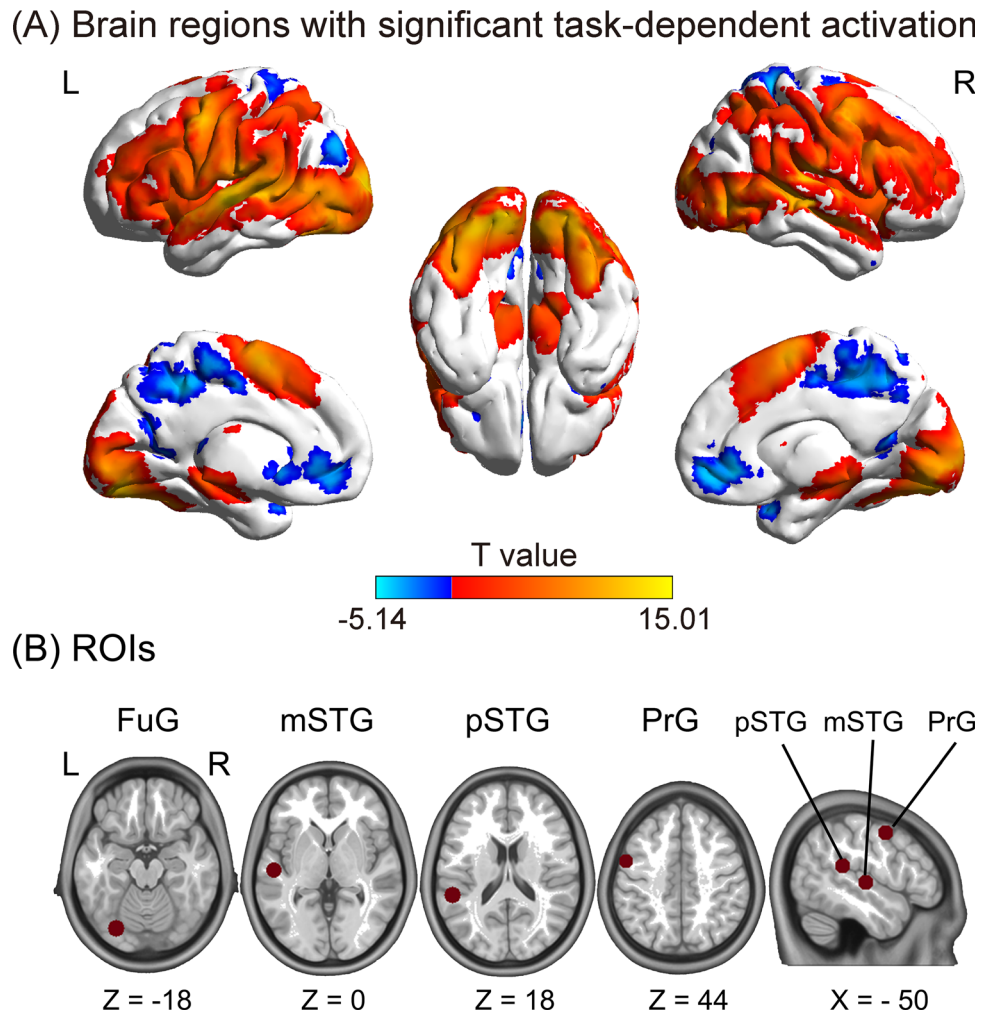 (A) Brain regions with significant task-dependent activation
L
R
T value
-5.14
15.01
(B) ROIs
FuG
mSTG
pSTG
PrG
pSTG
mSTG
PrG
L
R
Z = -18
Z = 0
Z = 18
Z = 44
X = - 50